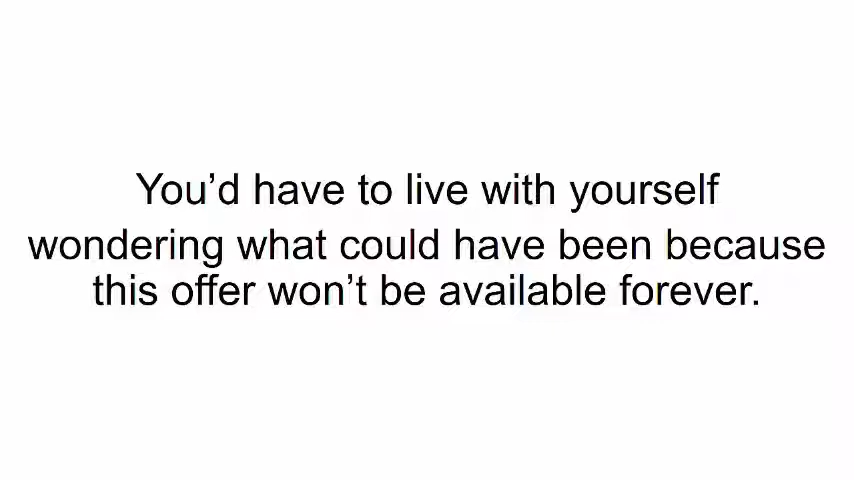 You’d have to live with yourself
wondering what could have been because
this offer won’t be available forever.